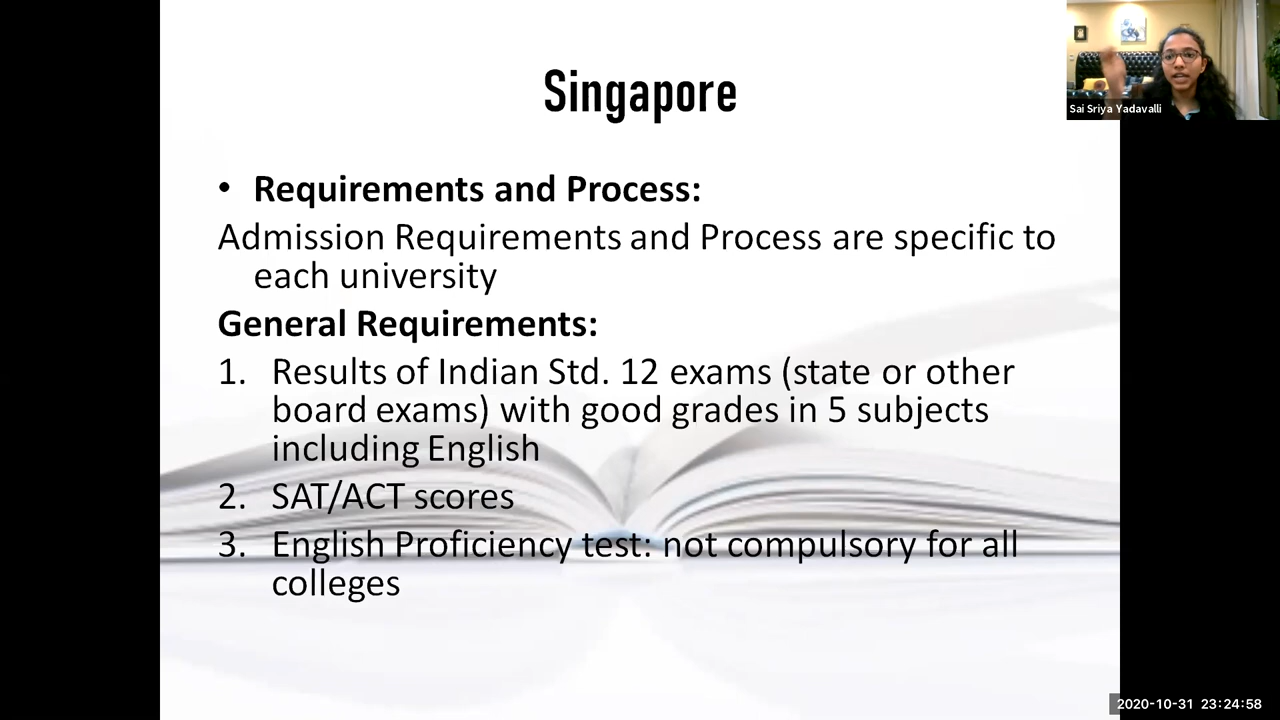 Singapore
Sai Sriya Yadavalli
• Requirements and Process:
Admission Requirements and Process are specific to
each university
General Requirements:
1. Results of Indian Std. 12 exams (state or other
board exams) with good grades in 5 subjects
including English
2. SAT/ACT scores
3. English Proficiency test: not compulsory for all
colleges
2020-10-31 23:24:58